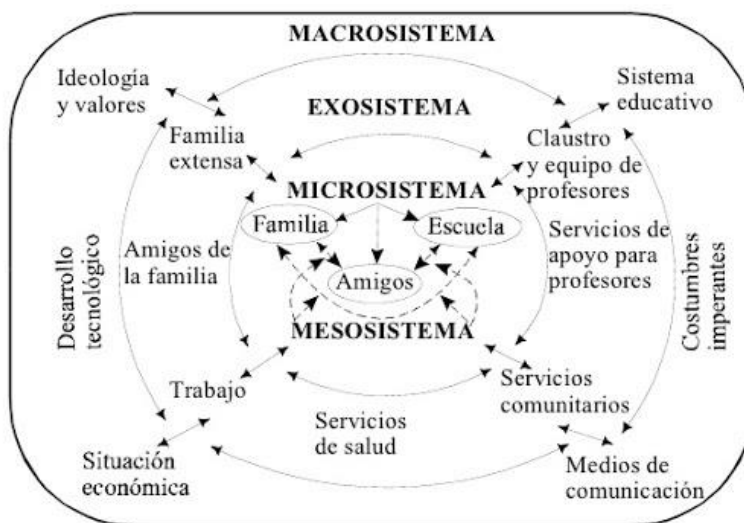 MACROSISTEMA
Ideología
y valores
Sistema
educativo
EXOSISTEMA
Familia
extensa
Claustro
y equipo de
profesores
MICROSISTEMA
Familia
Escuela
Amigos de
la familia
Servicios de
apoyo para
profesores
Amigos
Desarrollo
tecnológico
Costumbres
imperantes
MESOSISTEMA
Trabajo
Servicios
comunitarios
Servicios
de salud
Situación
económica
Medios de
comunicación